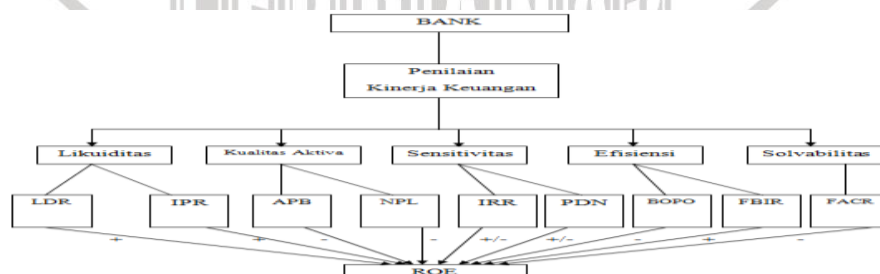 BANK
Penilaian
Kinerja Keuangan
Likuiditas
Kualitas Aktiva
Sensitivitas
Efisiensi
Solvabilitas
LDR
IPR
APB
NPL
IRR
PDN
BOPO
FBIR
FACR
+ + - - +/- +/- - + -
ROE